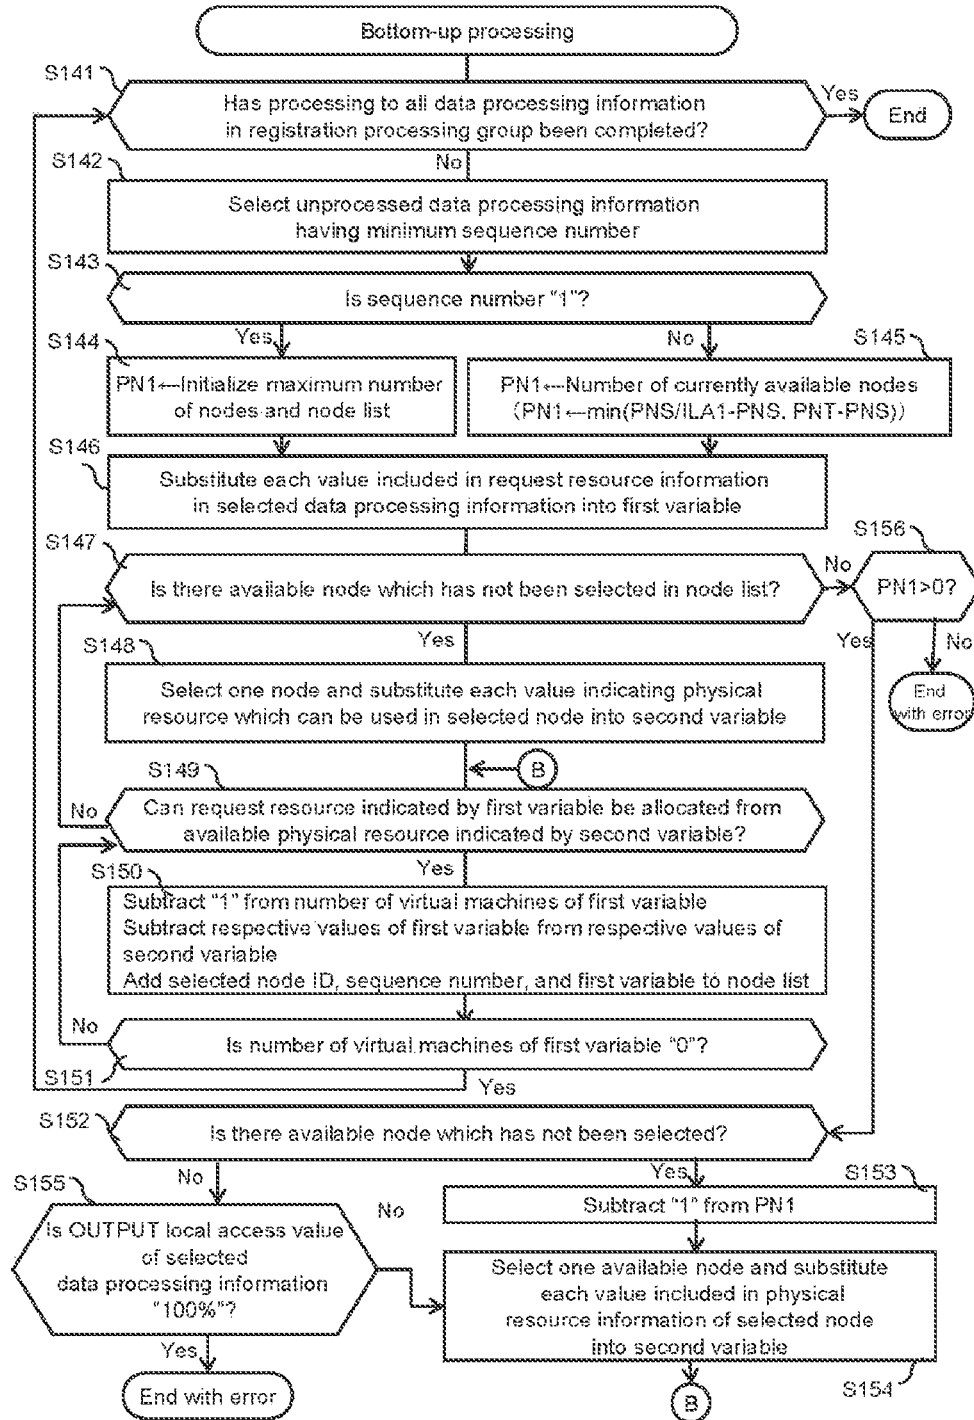 Bottom-up processing
S141
Has processing to all data processing information
in registration processing group been completed?
Yes
End
No
S142
Select unprocessed data processing information
having minimum sequence number
S143
Is sequence number "1"?
Yes
No
S144
S145
PN1←Initialize maximum number
of nodes and node list
PN1←Number of currently available nodes
(PN1←min(PNS/ILA1-PNS, PNT-PNS))
S146
Substitute each value included in request resource information
in selected data processing information into first variable
S147
S156
Is there available node which has not been selected in node list?
No
PN1>0?
Yes
Yes
No
S148
Select one node and substitute each value indicating physical
resource which can be used in selected node into second variable
End
with error
B
S149
No
Can request resource indicated by first variable be allocated from
available physical resource indicated by second variable?
Yes
S150
Subtract "1" from number of virtual machines of first variable
Subtract respective values of first variable from respective values of
second variable
Add selected node ID, sequence number, and first variable to node list
No
Is number of virtual machines of first variable "0"?
S151
Yes
S152
Is there available node which has not been selected?
No
Yes
S153
S155
Subtract "1" from PN1
No
Is OUTPUT local access value
of selected
data processing information
"100%"?
Select one available node and substitute
each value included in physical
resource information of selected node
into second variable
Yes
S154
End with error
B